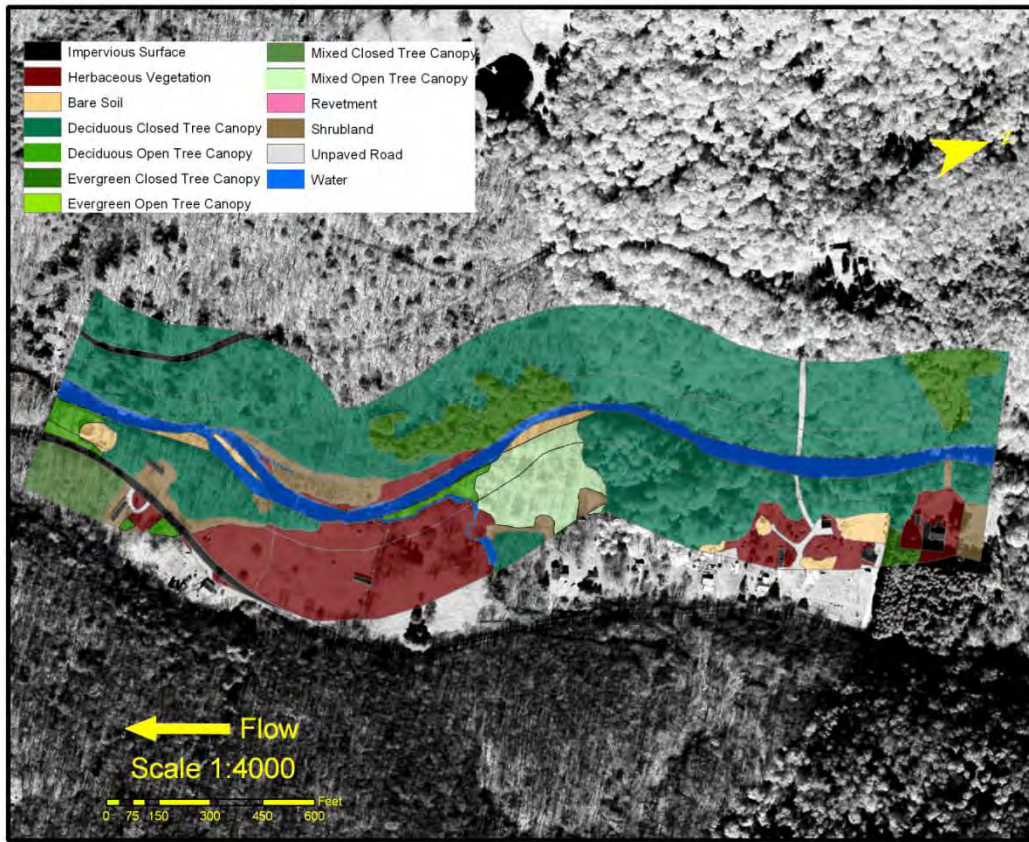 Impervious Surface
Herbaceous Vegetation
Bare Soil
Deciduous Closed Tree Canopy
Deciduous Open Tree Canopy
Evergreen Closed Tree Canopy
Evergreen Open Tree Canopy
Mixed Closed Tree Canopy
Mixed Open Tree Canopy
Revetment
Shrubland
Unpaved Road
Water
Flow
Scale 1:4000
Feet
0 75 150 300 450 600